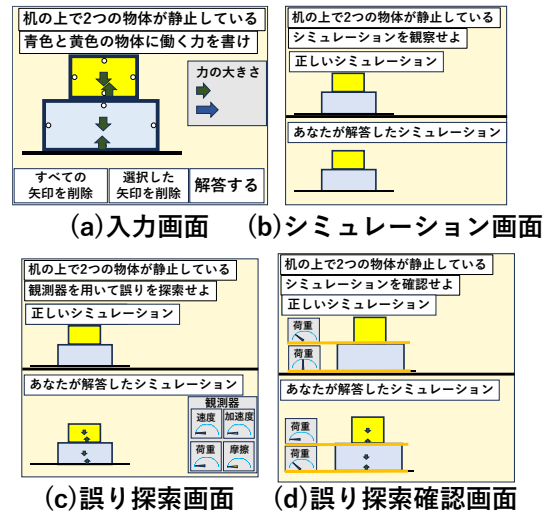 机の上で2つの物体が静止している
青色と黄色の物体に働く力を書け
力の大きさ
すべての
矢印を削除
選択した
矢印を削除
解答する
(a)入力画面
机の上で2つの物体が静止している
シミュレーションを観察せよ
正しいシミュレーション
あなたが解答したシミュレーション
(b)シミュレーション画面
机の上で2つの物体が静止している
観測器を用いて誤りを探索せよ
正しいシミュレーション
あなたが解答したシミュレーション
観測器
速度
加速度
荷重
摩擦
(c)誤り探索画面
机の上で2つの物体が静止している
シミュレーションを確認せよ
正しいシミュレーション
荷重
荷重
あなたが解答したシミュレーション
荷重
荷重
(d)誤り探索確認画面